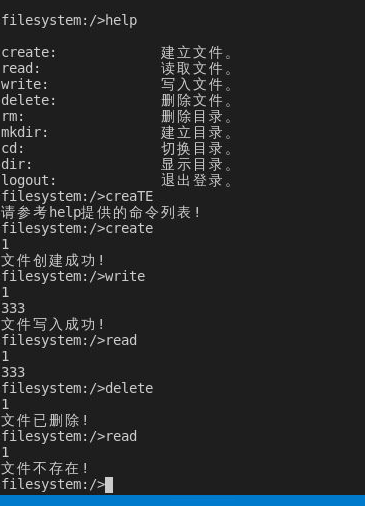 filesystem:/>help
create: 建立文件。
read: 读取文件。
write: 写入文件。
delete: 删除文件。
rm: 删除目录。
mkdir: 建立目录。
cd: 切换目录。
dir: 显示目录。
logout: 退出登录。
filesystem:/>creaTE
请参考help提供的命令列表!
filesystem:/>create
1
文件创建成功!
filesystem:/>write
1
333
文件写入成功!
filesystem:/>read
1
333
filesystem:/>delete
1
文件已删除!
filesystem:/>read
1
文件不存在!
filesystem:/>